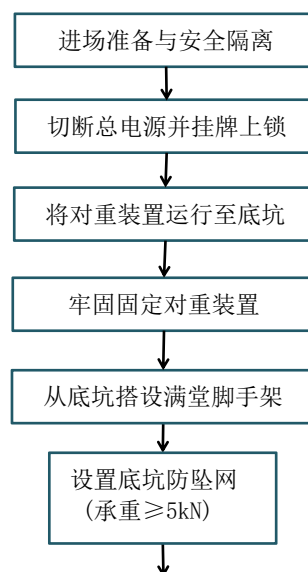 进场准备与安全隔离
切断总电源并挂牌上锁
将对重装置运行至底坑
牢固固定对重装置
从底坑搭设满堂脚手架
设置底坑防坠网
(承重≥5kN)